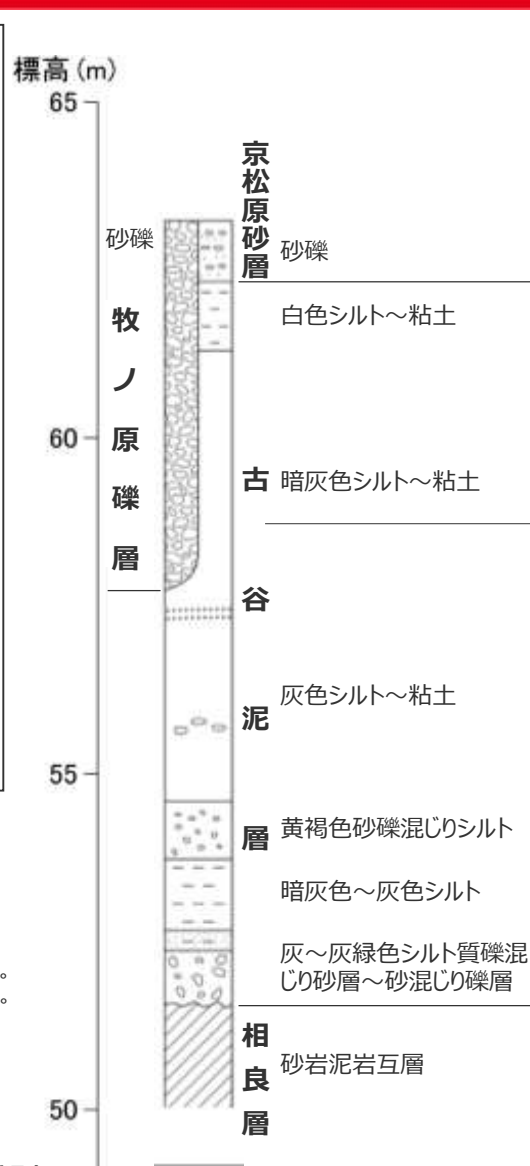 標高(m)
65
60
55
50
砂礫
牧ノ原礫層
京松原砂層
砂礫
白色シルト～粘土
古谷泥層
暗灰色シルト～粘土
灰色シルト～粘土
黄褐色砂礫混じりシルト
暗灰色～灰色シルト
灰～灰緑色シルト質礫混
じり砂層～砂混じり礫層
相良層
砂岩泥岩互層
。
。